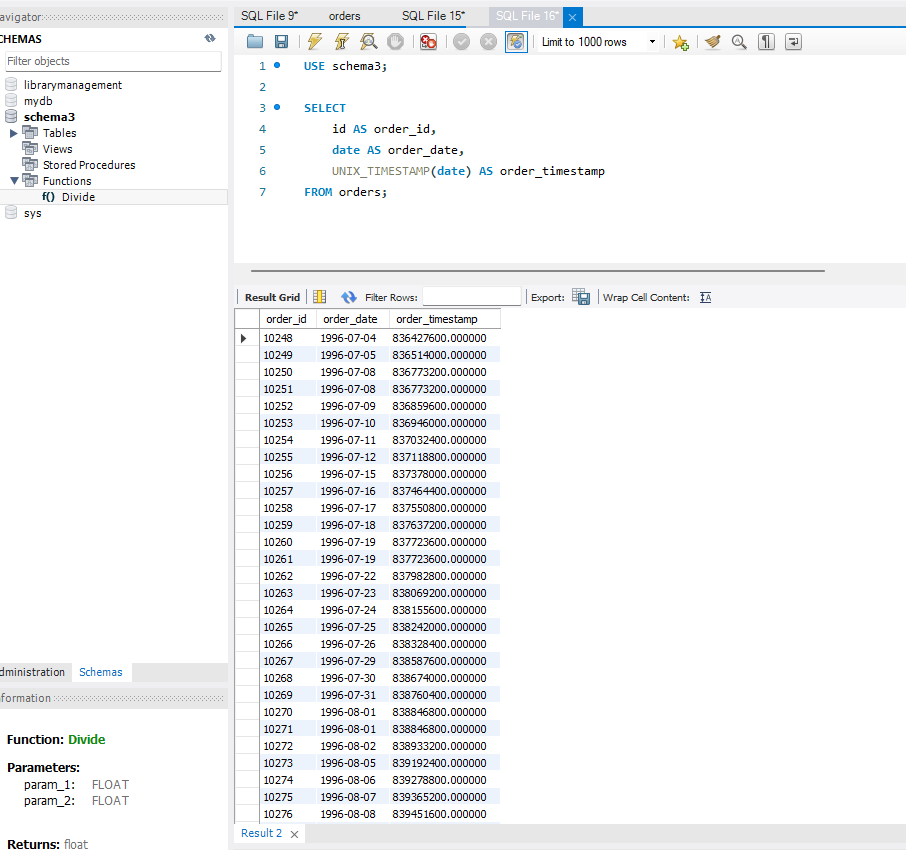 avigator
SQL File 9* orders SQL File 15* SQL File 16*
CHEMAS
Filter objects
librarymanagement
mydb
schema3
Tables
Views
Stored Procedures
Functions
f() Divide
sys
Limit to 1000 rows
1 USE schema3;
2
3 SELECT
4 id AS order_id,
5 date AS order_date,
6 UNIX_TIMESTAMP(date) AS order_timestamp
7 FROM orders;
Result Grid Filter Rows: Export: Wrap Cell Content: IA
order_id order_date order_timestamp
10248 1996-07-04 836427600.000000
10249 1996-07-05 836514000.000000
10250 1996-07-08 836773200.000000
10251 1996-07-08 836773200.000000
10252 1996-07-09 836859600.000000
10253 1996-07-10 836946000.000000
10254 1996-07-11 837032400.000000
10255 1996-07-12 837118800.000000
10256 1996-07-15 837378000.000000
10257 1996-07-16 837464400.000000
10258 1996-07-17 837550800.000000
10259 1996-07-18 837637200.000000
10260 1996-07-19 837723600.000000
10261 1996-07-19 837723600.000000
10262 1996-07-22 837982800.000000
10263 1996-07-23 838069200.000000
10264 1996-07-24 838155600.000000
10265 1996-07-25 838242000.000000
10266 1996-07-26 838328400.000000
10267 1996-07-29 838587600.000000
10268 1996-07-30 838674000.000000
10269 1996-07-31 838760400.000000
10270 1996-08-01 838846800.000000
10271 1996-08-01 838846800.000000
10272 1996-08-02 838933200.000000
10273 1996-08-05 839192400.000000
10274 1996-08-06 839278800.000000
10275 1996-08-07 839365200.000000
10276 1996-08-08 839451600.000000
Result 2
dministration Schemas
formation
Function: Divide
Parameters:
param_1: FLOAT
param_2: FLOAT
Returns: float